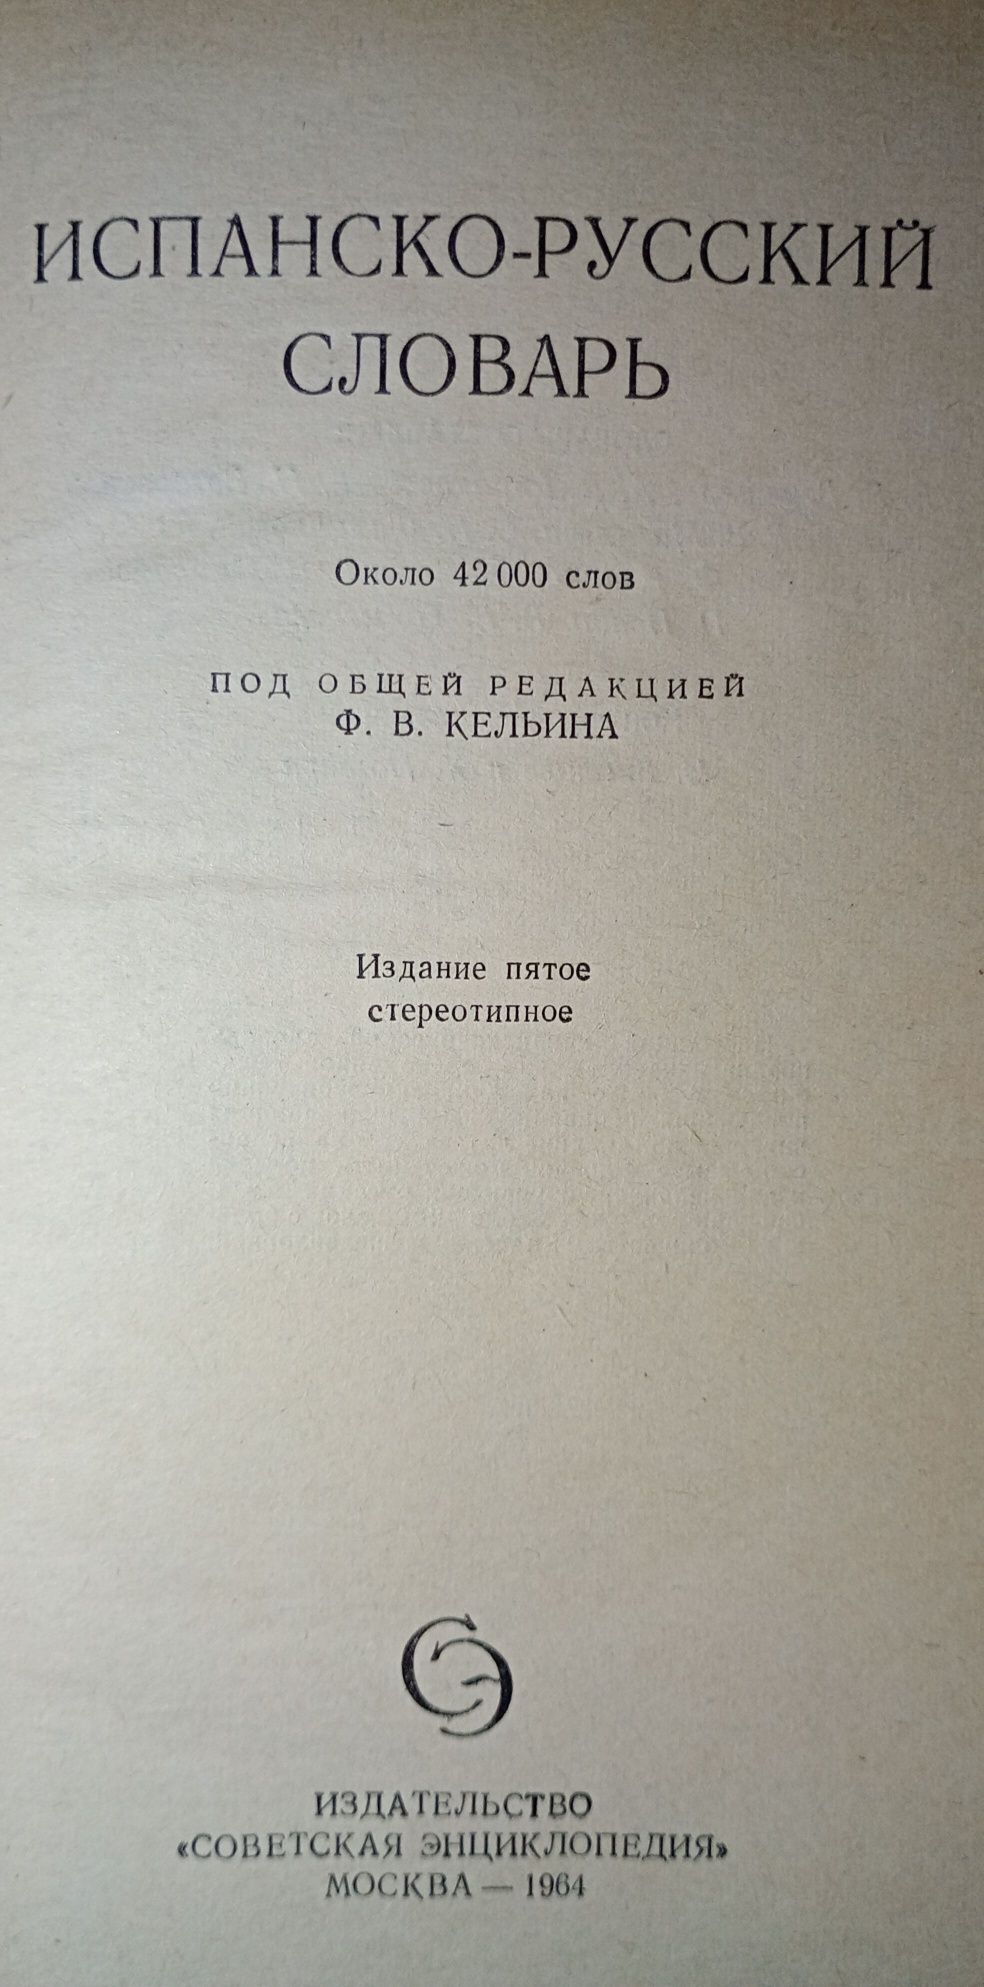 ИСПАНСКО-РУССКИЙ
СЛОВАРЬ
Около 42 000 слов
ПОД ОБЩЕЙ РЕДАКЦИЕЙ
Ф. В. КЕЛЬИНА
Издание пятое
стереотипное
СЭ
ИЗДАТЕЛЬСТВО
«СОВЕТСКАЯ ЭНЦИКЛОПЕДИЯ»
МОСКВА — 1964